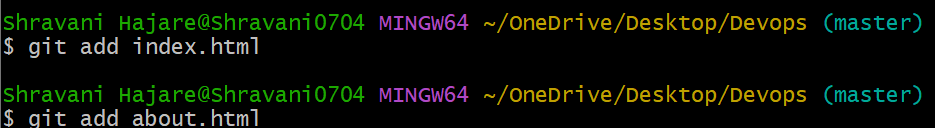 Shravani Hajare@Shravani0704 MINGW64 ~/OneDrive/Desktop/Devops (master)
$ git add index.html
Shravani Hajare@Shravani0704 MINGW64 ~/OneDrive/Desktop/Devops (master)
$ git add about.html